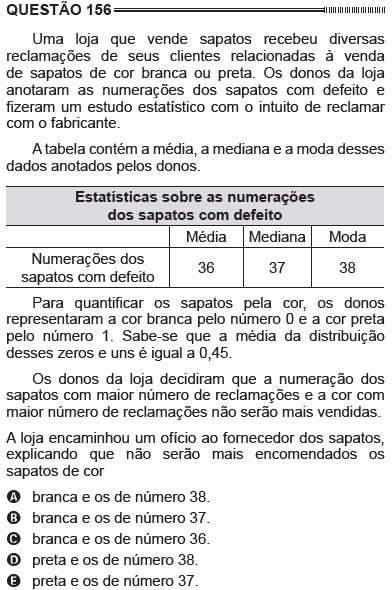 QUESTÃO 156
Uma loja que vende sapatos recebeu diversas
reclamações de seus clientes relacionadas à venda
de sapatos de cor branca ou preta. Os donos da loja
anotaram as numerações dos sapatos com defeito e
fizeram um estudo estatístico com o intuito de reclamar
com o fabricante.
A tabela contém a média, a mediana e a moda desses
dados anotados pelos donos.
Estatísticas sobre as numerações
dos sapatos com defeito
Média Mediana Moda
Numerações dos
sapatos com defeito 36 37 38
Para quantificar os sapatos pela cor, os donos
representaram a cor branca pelo número 0 e a cor preta
pelo número 1. Sabe-se que a média da distribuição
desses zeros e uns é igual a 0,45.
Os donos da loja decidiram que a numeração dos
sapatos com maior número de reclamações e a cor com
maior número de reclamações não serão mais vendidas.
A loja encaminhou um ofício ao fornecedor dos sapatos,
explicando que não serão mais encomendados os
sapatos de cor
A branca e os de número 38.
B branca e os de número 37.
C branca e os de número 36.
D preta e os de número 38.
E preta e os de número 37.